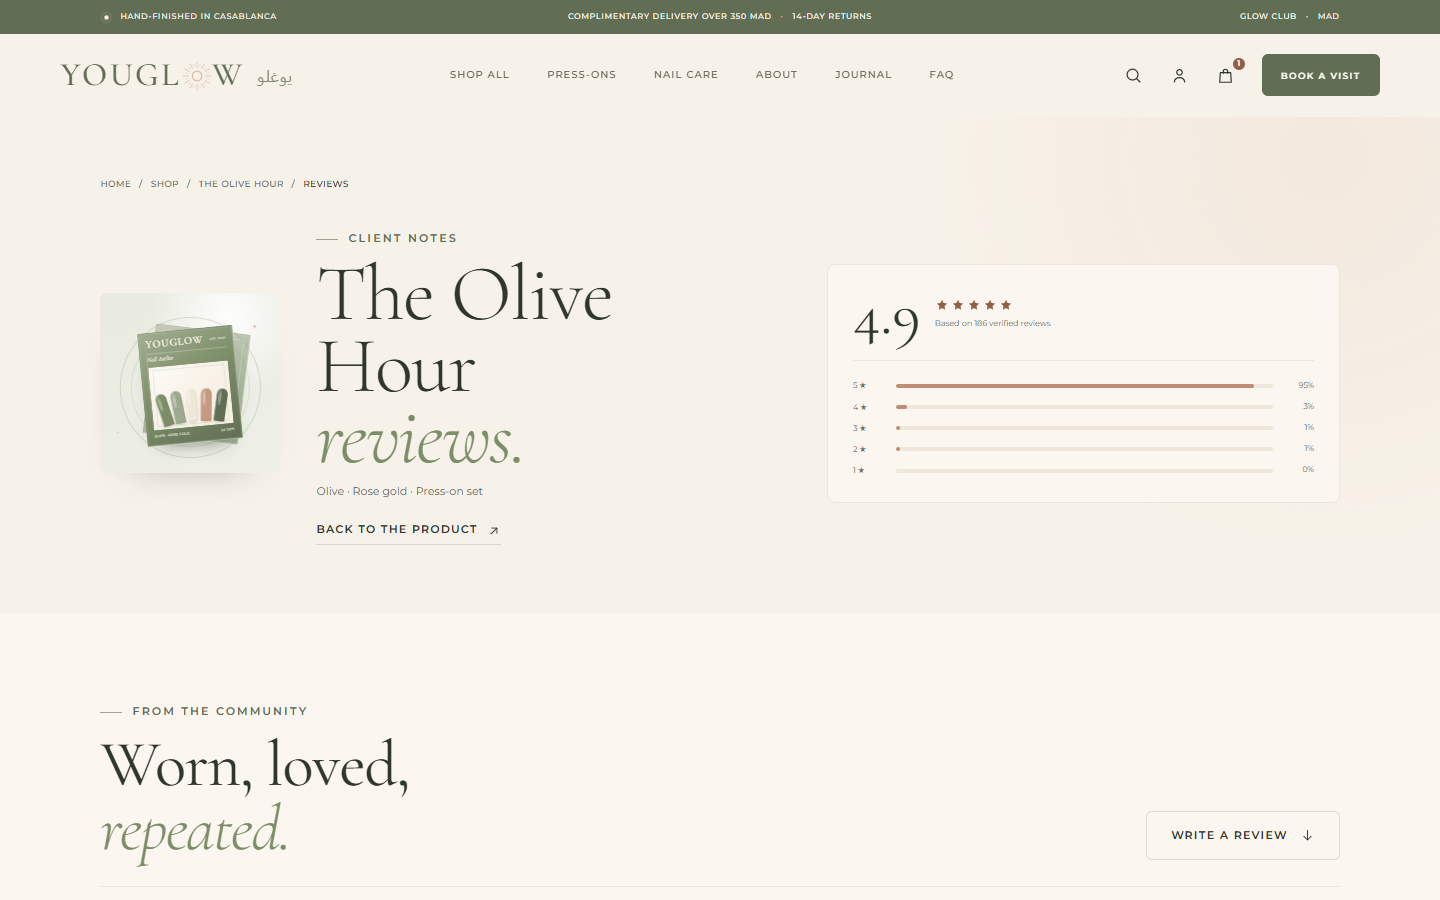 HAND-FINISHED IN CASABLANCA
COMPLIMENTARY DELIVERY OVER 350 MAD · 14-DAY RETURNS
GLOW CLUB · MAD
YOUGLOW يوغلو
SHOP ALL
PRESS-ONS
NAIL CARE
ABOUT
JOURNAL
FAQ
1
BOOK A VISIT
HOME / SHOP / THE OLIVE HOUR / REVIEWS
YOUGLOW
Nail Atelier
CLIENT NOTES
The Olive
Hour
reviews.
Olive · Rose gold · Press-on set
BACK TO THE PRODUCT
4.9
Based on 186 verified reviews
5 ★ 95%
4 ★ 3%
3 ★ 1%
2 ★ 1%
1 ★ 0%
FROM THE COMMUNITY
Worn, loved,
repeated.
WRITE A REVIEW